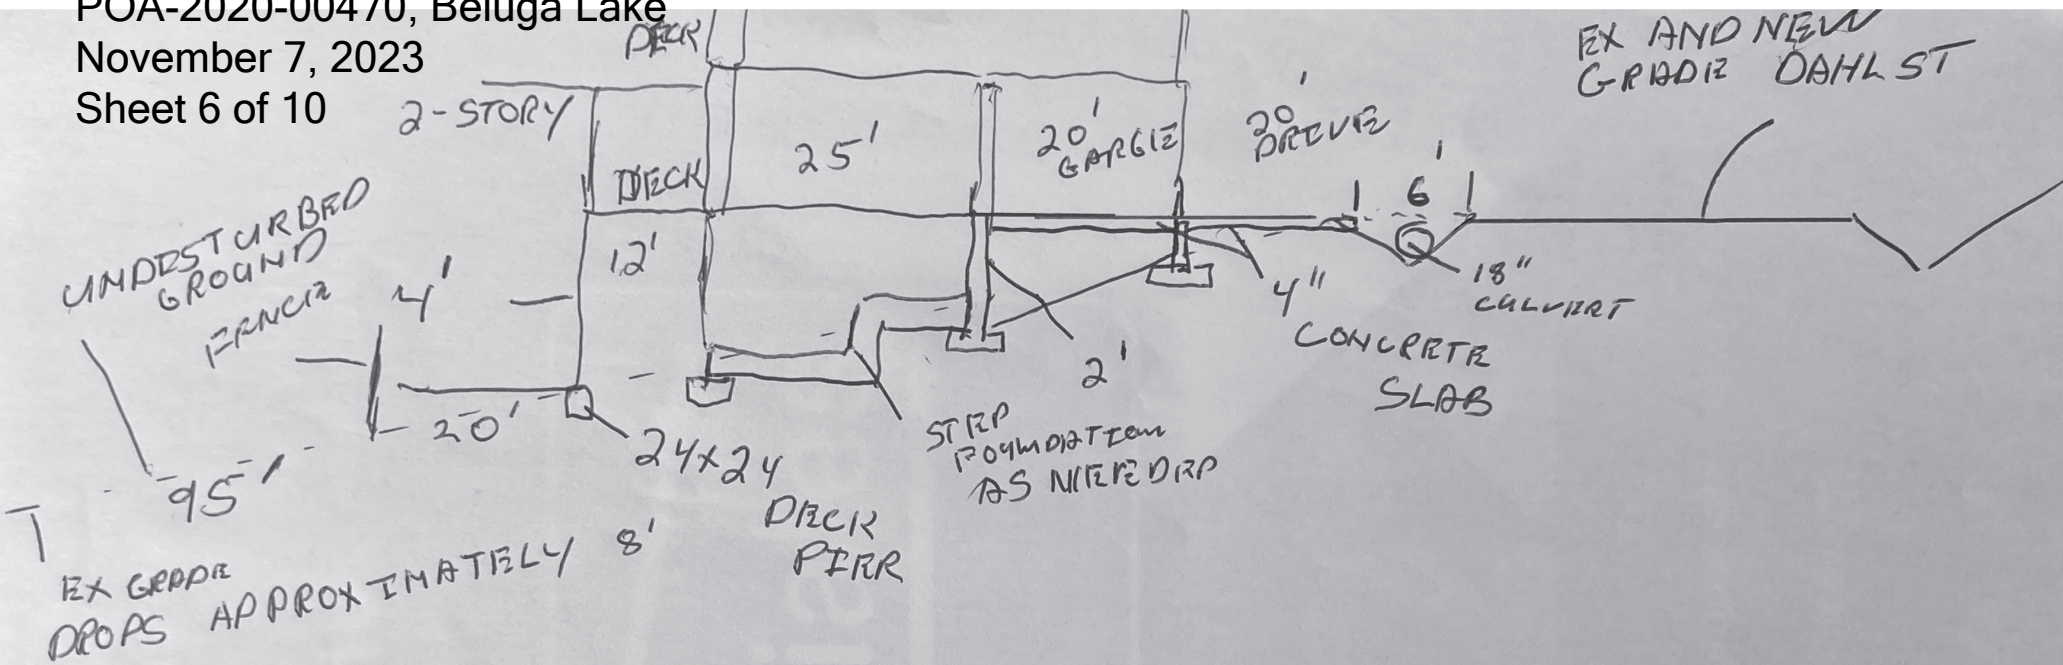 POA-2020-00470, Beluga Lake
November 7, 2023
Sheet 6 of 10
DECK
EX AND NEW
GRADE DAHL ST
2-STORY
DECK
25'
20'
GARGIE
20'
DRIVE
6'
UNDISTURBED
GROUND
FENCE
4'
12'
4"
CONCRETE
SLAB
18"
CULVERT
2'
20'
95'
24x24
DECK
PIER
STEP
FOUNDATION
AS NEEDED
EX GRADE
DROPS APPROXIMATELY 8'